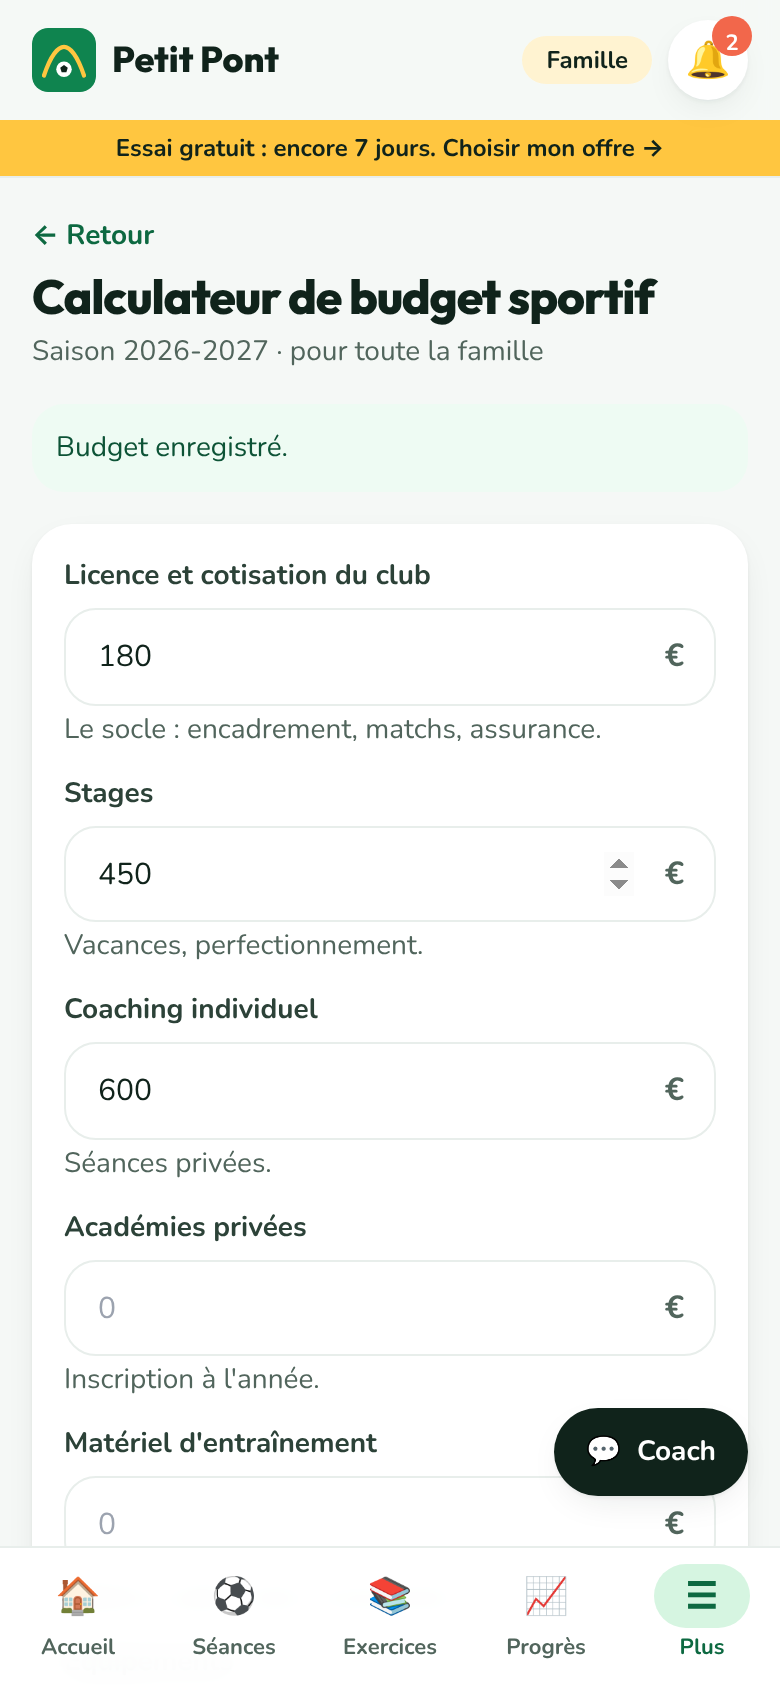 Petit Pont
Famille
2
Essai gratuit : encore 7 jours. Choisir mon offre →
← Retour
Calculateur de budget sportif
Saison 2026-2027 · pour toute la famille
Budget enregistré.
Licence et cotisation du club
180 €
Le socle : encadrement, matchs, assurance.
Stages
450 €
Vacances, perfectionnement.
Coaching individuel
600 €
Séances privées.
Académies privées
0 €
Inscription à l'année.
Matériel d'entraînement
Coach
0 €
Accueil Séances Exercices Progrès Plus